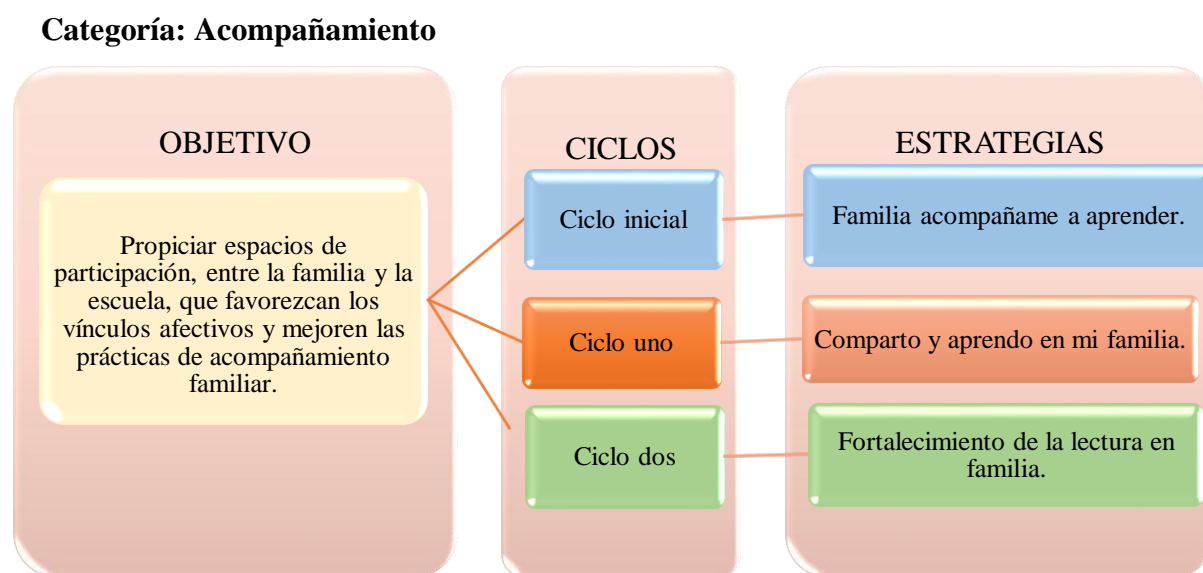 Categoría: Acompañamiento
OBJETIVO
Propiciar espacios de
participación, entre la familia y la
escuela, que favorezcan los
vínculos afectivos y mejoren las
prácticas de acompañamiento
familiar.
CICLOS
Ciclo inicial
Ciclo uno
Ciclo dos
ESTRATEGIAS
Familia acompañame a aprender.
Comparto y aprendo en mi familia.
Fortalecimiento de la lectura en
familia.